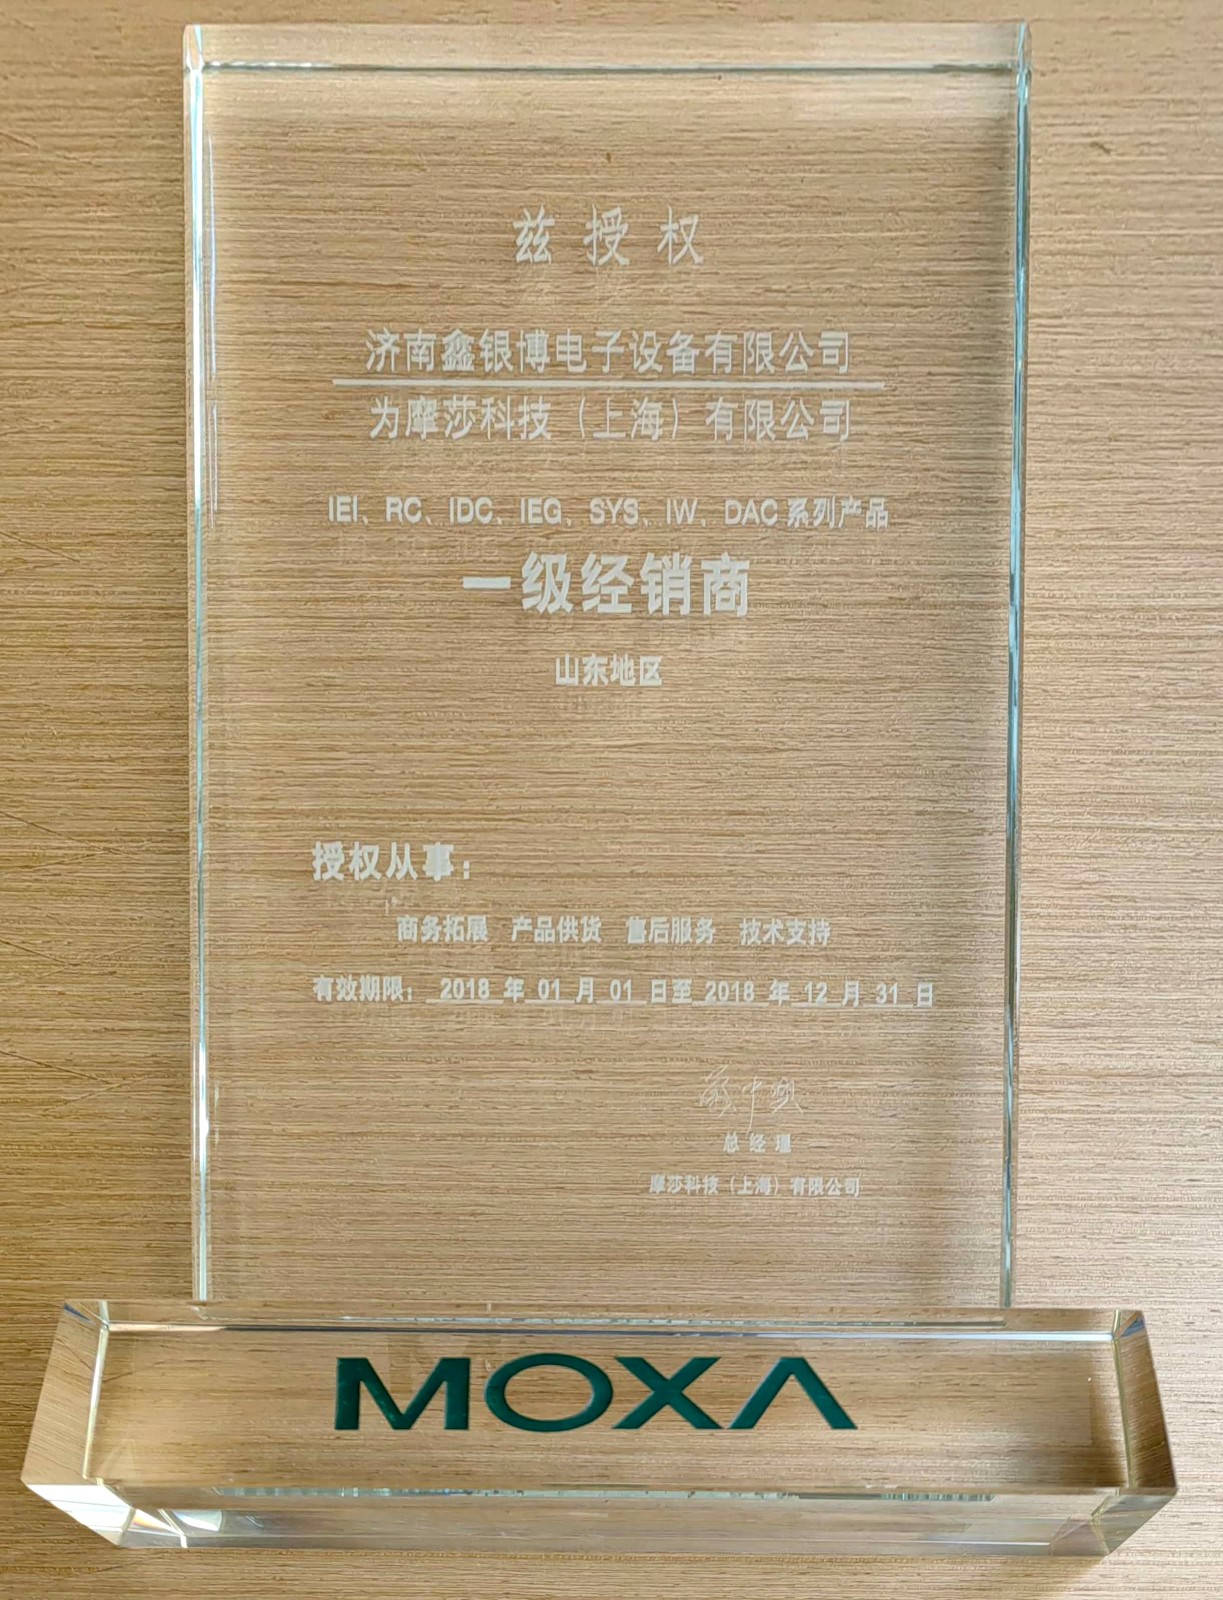 兹授权
济南鑫银博电子设备有限公司
为摩莎科技（上海）有限公司
IEI、RC、IDC、IEG、SYS、IW、DAC 系列产品
一级经销商
山东地区
授权从事：
商务拓展 产品供货 售后服务 技术支持
有效期限： 2018 年 01 月 01 日至 2018 年 12 月 31 日
总经理
摩莎科技（上海）有限公司
MOXA